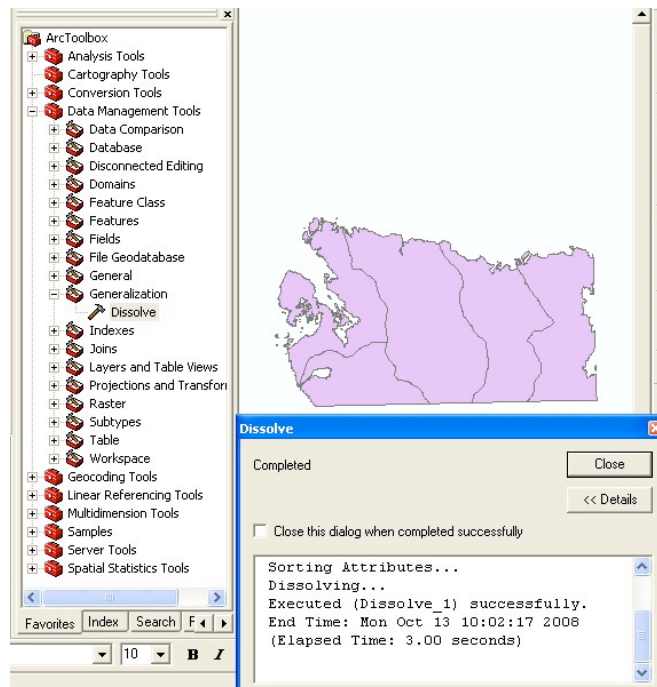 ArcToolbox
Analysis Tools
Cartography Tools
Conversion Tools
Data Management Tools
Data Comparison
Database
Disconnected Editing
Domains
Feature Class
Features
Fields
File Geodatabase
General
Generalization
Dissolve
Indexes
Joins
Layers and Table Views
Projections and Transfor
Raster
Subtypes
Table
Workspace
Geocoding Tools
Linear Referencing Tools
Multidimension Tools
Samples
Server Tools
Spatial Statistics Tools
Favorites Index Search F
10 B I
Dissolve
Completed
Close
<< Details
Close this dialog when completed successfully
Sorting Attributes...
Dissolving...
Executed (Dissolve_1) successfully.
End Time: Mon Oct 13 10:02:17 2008
(Elapsed Time: 3.00 seconds)